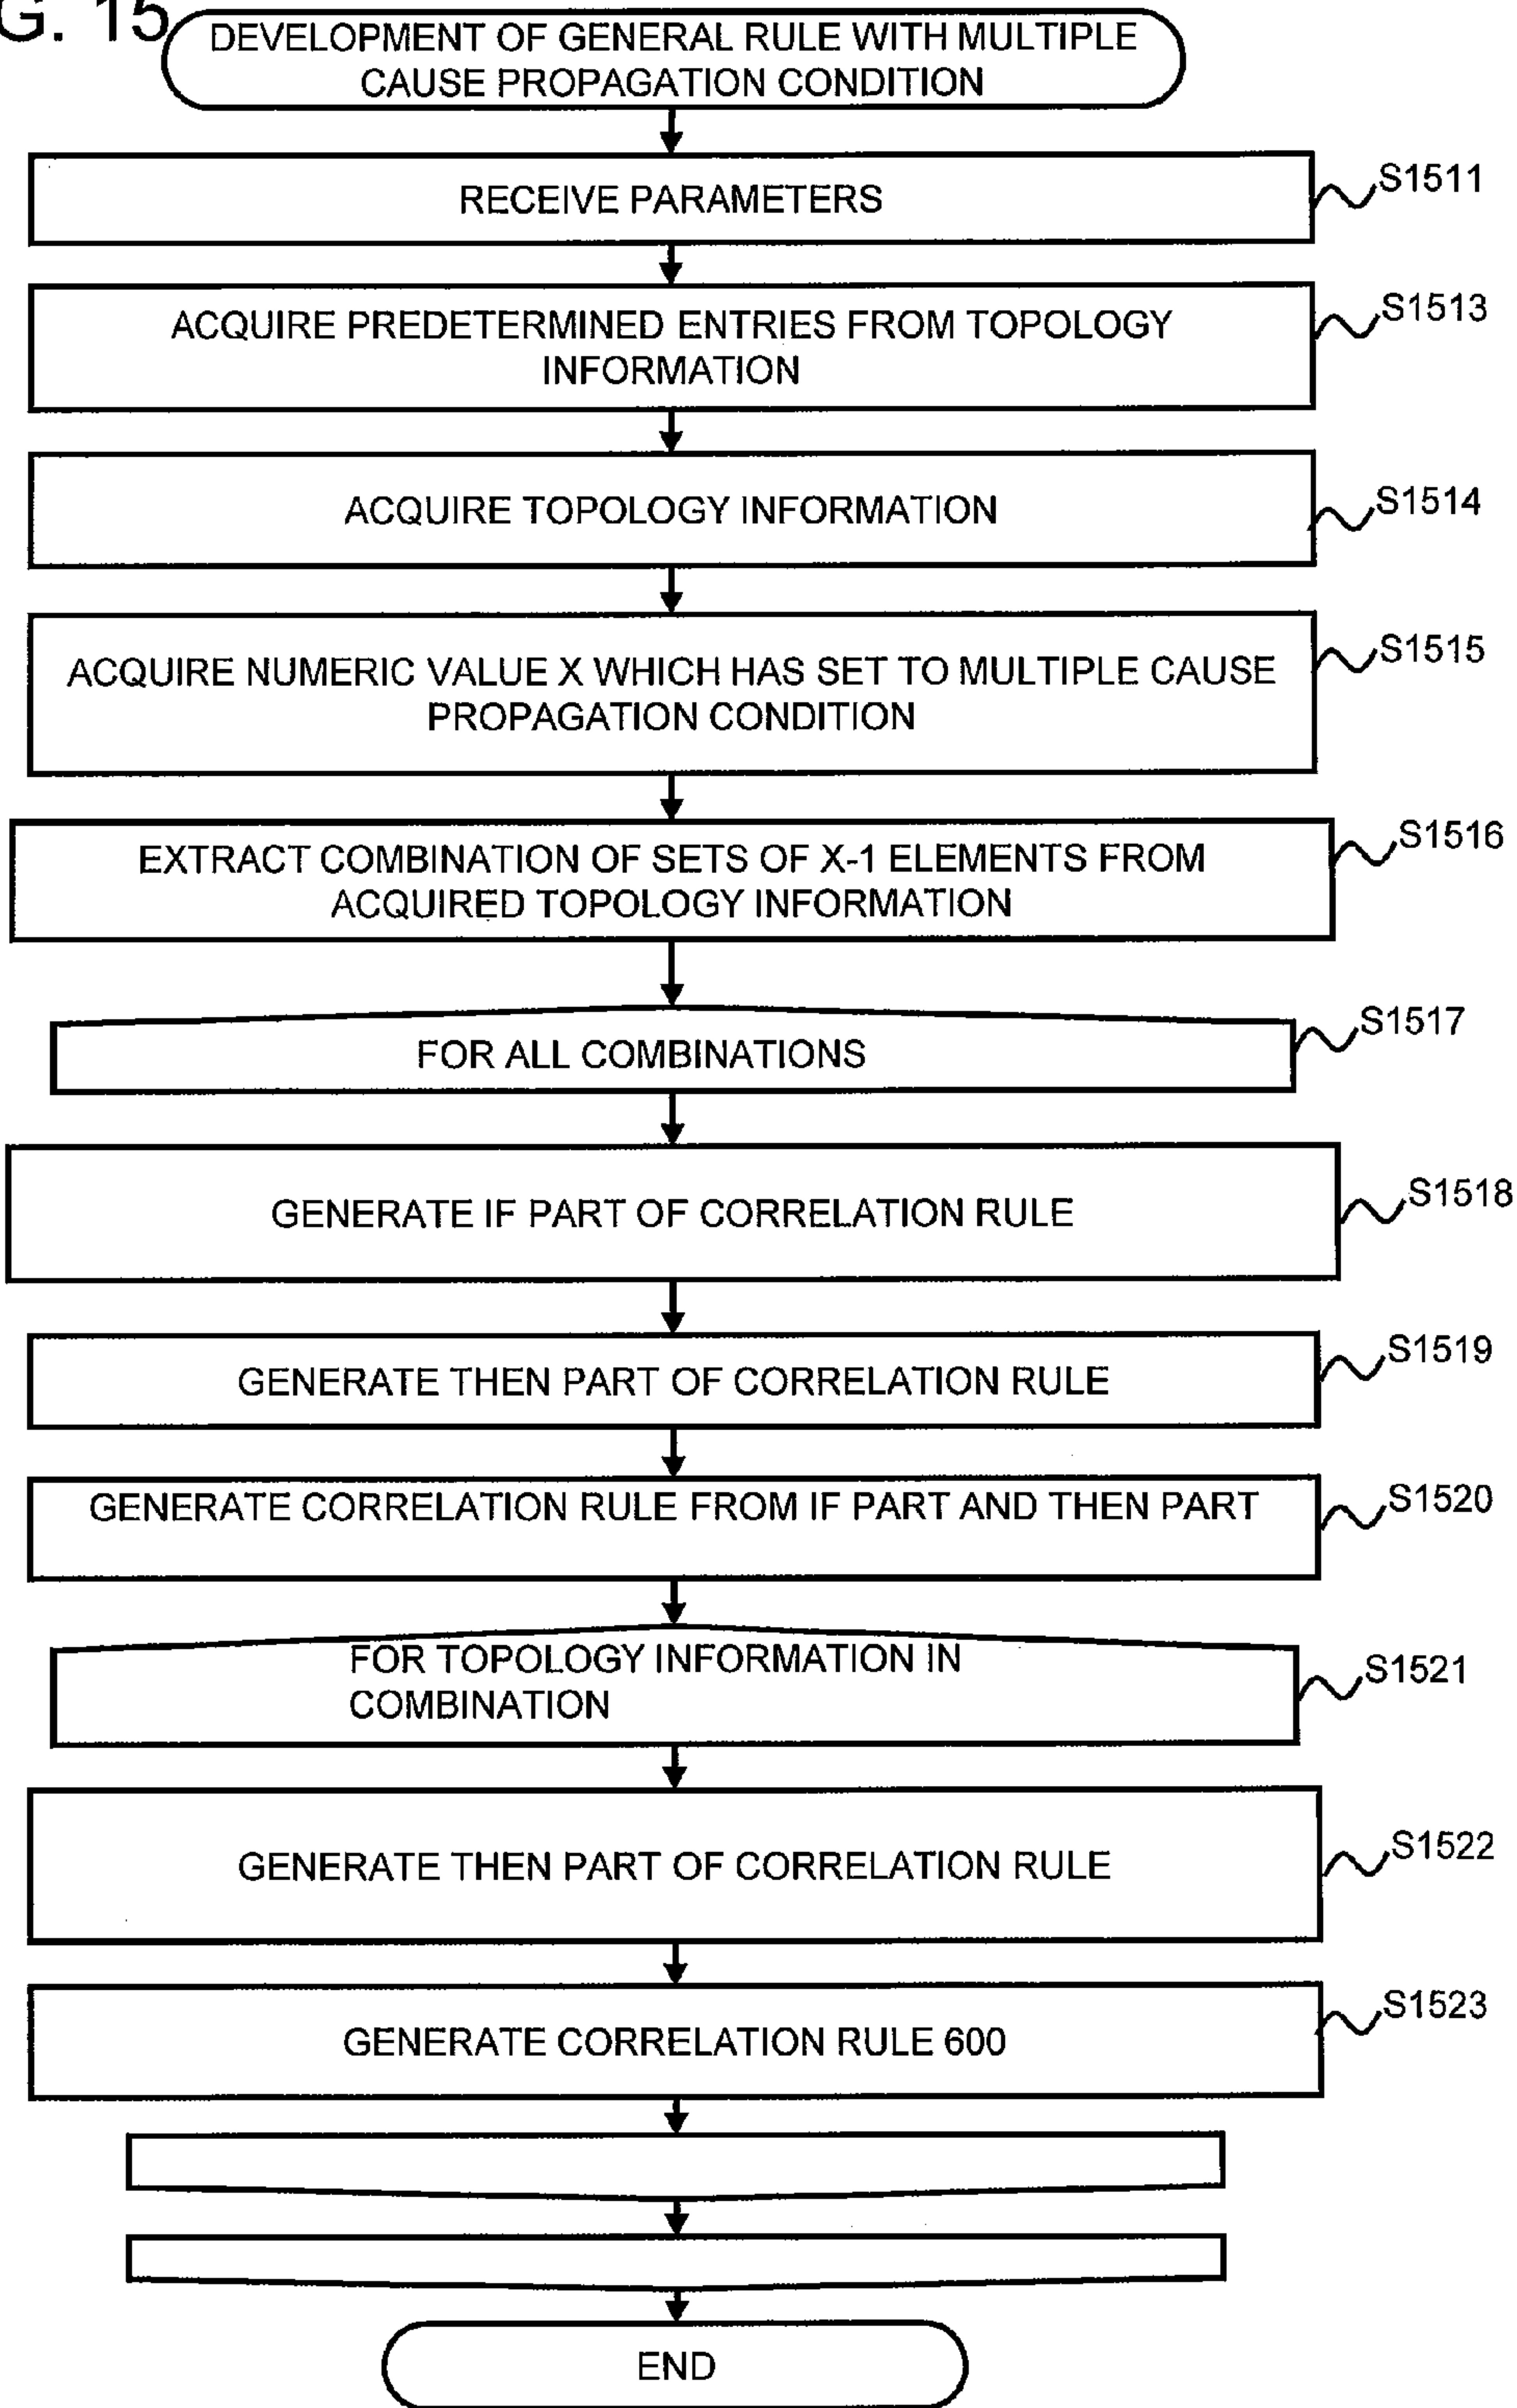 G. 15
DEVELOPMENT OF GENERAL RULE WITH MULTIPLE
CAUSE PROPAGATION CONDITION
RECEIVE PARAMETERS
S1511
ACQUIRE PREDETERMINED ENTRIES FROM TOPOLOGY
INFORMATION
S1513
ACQUIRE TOPOLOGY INFORMATION
S1514
ACQUIRE NUMERIC VALUE X WHICH HAS SET TO MULTIPLE CAUSE
PROPAGATION CONDITION
S1515
EXTRACT COMBINATION OF SETS OF X-1 ELEMENTS FROM
ACQUIRED TOPOLOGY INFORMATION
S1516
FOR ALL COMBINATIONS
S1517
GENERATE IF PART OF CORRELATION RULE
S1518
GENERATE THEN PART OF CORRELATION RULE
S1519
GENERATE CORRELATION RULE FROM IF PART AND THEN PART
S1520
FOR TOPOLOGY INFORMATION IN
COMBINATION
S1521
GENERATE THEN PART OF CORRELATION RULE
S1522
GENERATE CORRELATION RULE 600
S1523
END